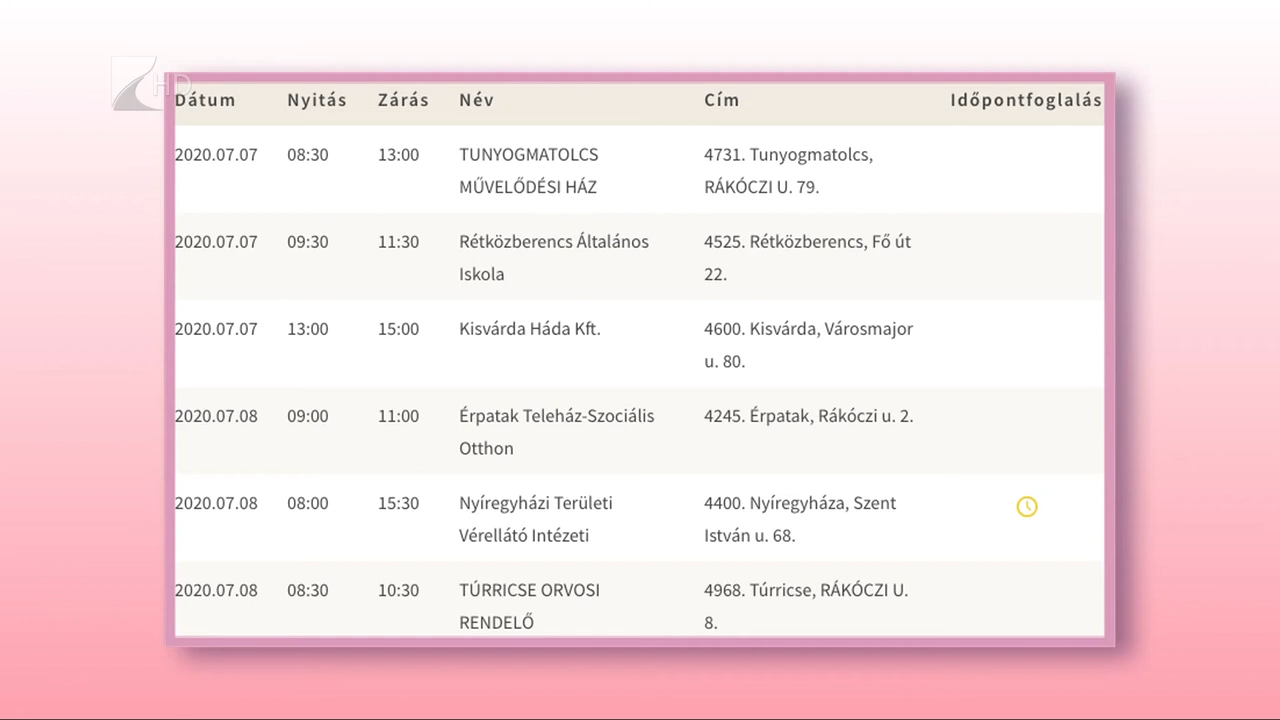 HD
Dátum Nyitás Zárás Név Cím Időpontfoglalás
2020.07.07 08:30 13:00 TUNYOGMATOLCS 4731. Tunyogmatolcs,
MŰVELŐDÉSI HÁZ RÁKÓCZI U. 79.
2020.07.07 09:30 11:30 Rétközberencs Általános 4525. Rétközberencs, Fő út
Iskola 22.
2020.07.07 13:00 15:00 Kisvárda Háda Kft. 4600. Kisvárda, Városmajor
u. 80.
2020.07.08 09:00 11:00 Érpatak Teleház-Szociális 4245. Érpatak, Rákóczi u. 2.
Otthon
2020.07.08 08:00 15:30 Nyíregyházi Területi 4400. Nyíregyháza, Szent
Vérellátó Intézeti István u. 68.
2020.07.08 08:30 10:30 TÚRRICSE ORVOSI 4968. Túrricse, RÁKÓCZI U.
RENDELŐ 8.